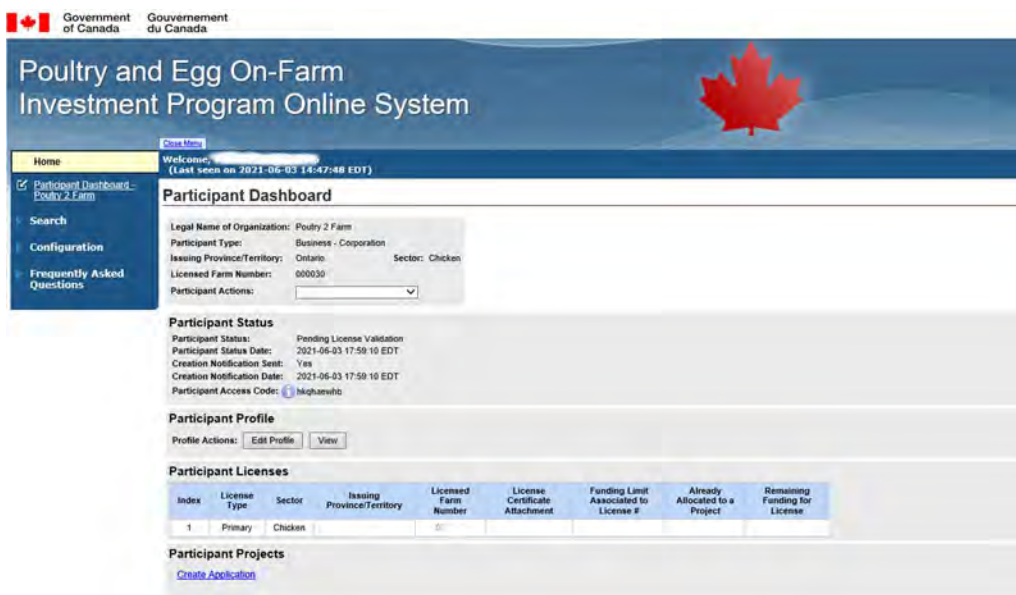 Government of Canada
Gouvernement du Canada
Poultry and Egg On-Farm
Investment Program Online System
Close Menu
Home
Participant Dashboard -
Poutry 2 Farm
Search
Configuration
Frequently Asked
Questions
Welcome,
(Last seen on 2021-06-03 14:47:48 EDT)
Participant Dashboard
Legal Name of Organization: Poutry 2 Farm
Participant Type: Business - Corporation
Issuing Province/Territory: Ontario Sector: Chicken
Licensed Farm Number: 000030
Participant Actions:
Participant Status
Participant Status: Pending License Validation
Participant Status Date: 2021-06-03 17:59:10 EDT
Creation Notification Sent: Yes
Creation Notification Date: 2021-06-03 17:59:10 EDT
Participant Access Code:
Participant Profile
Profile Actions: Edit Profile View
Participant Licenses
Index License Type Sector Issuing Province/Territory Licensed Farm Number License Certificate Attachment Funding Limit Associated to License # Already Allocated to a Project Remaining Funding for License
1 Primary Chicken
Participant Projects
Create Application